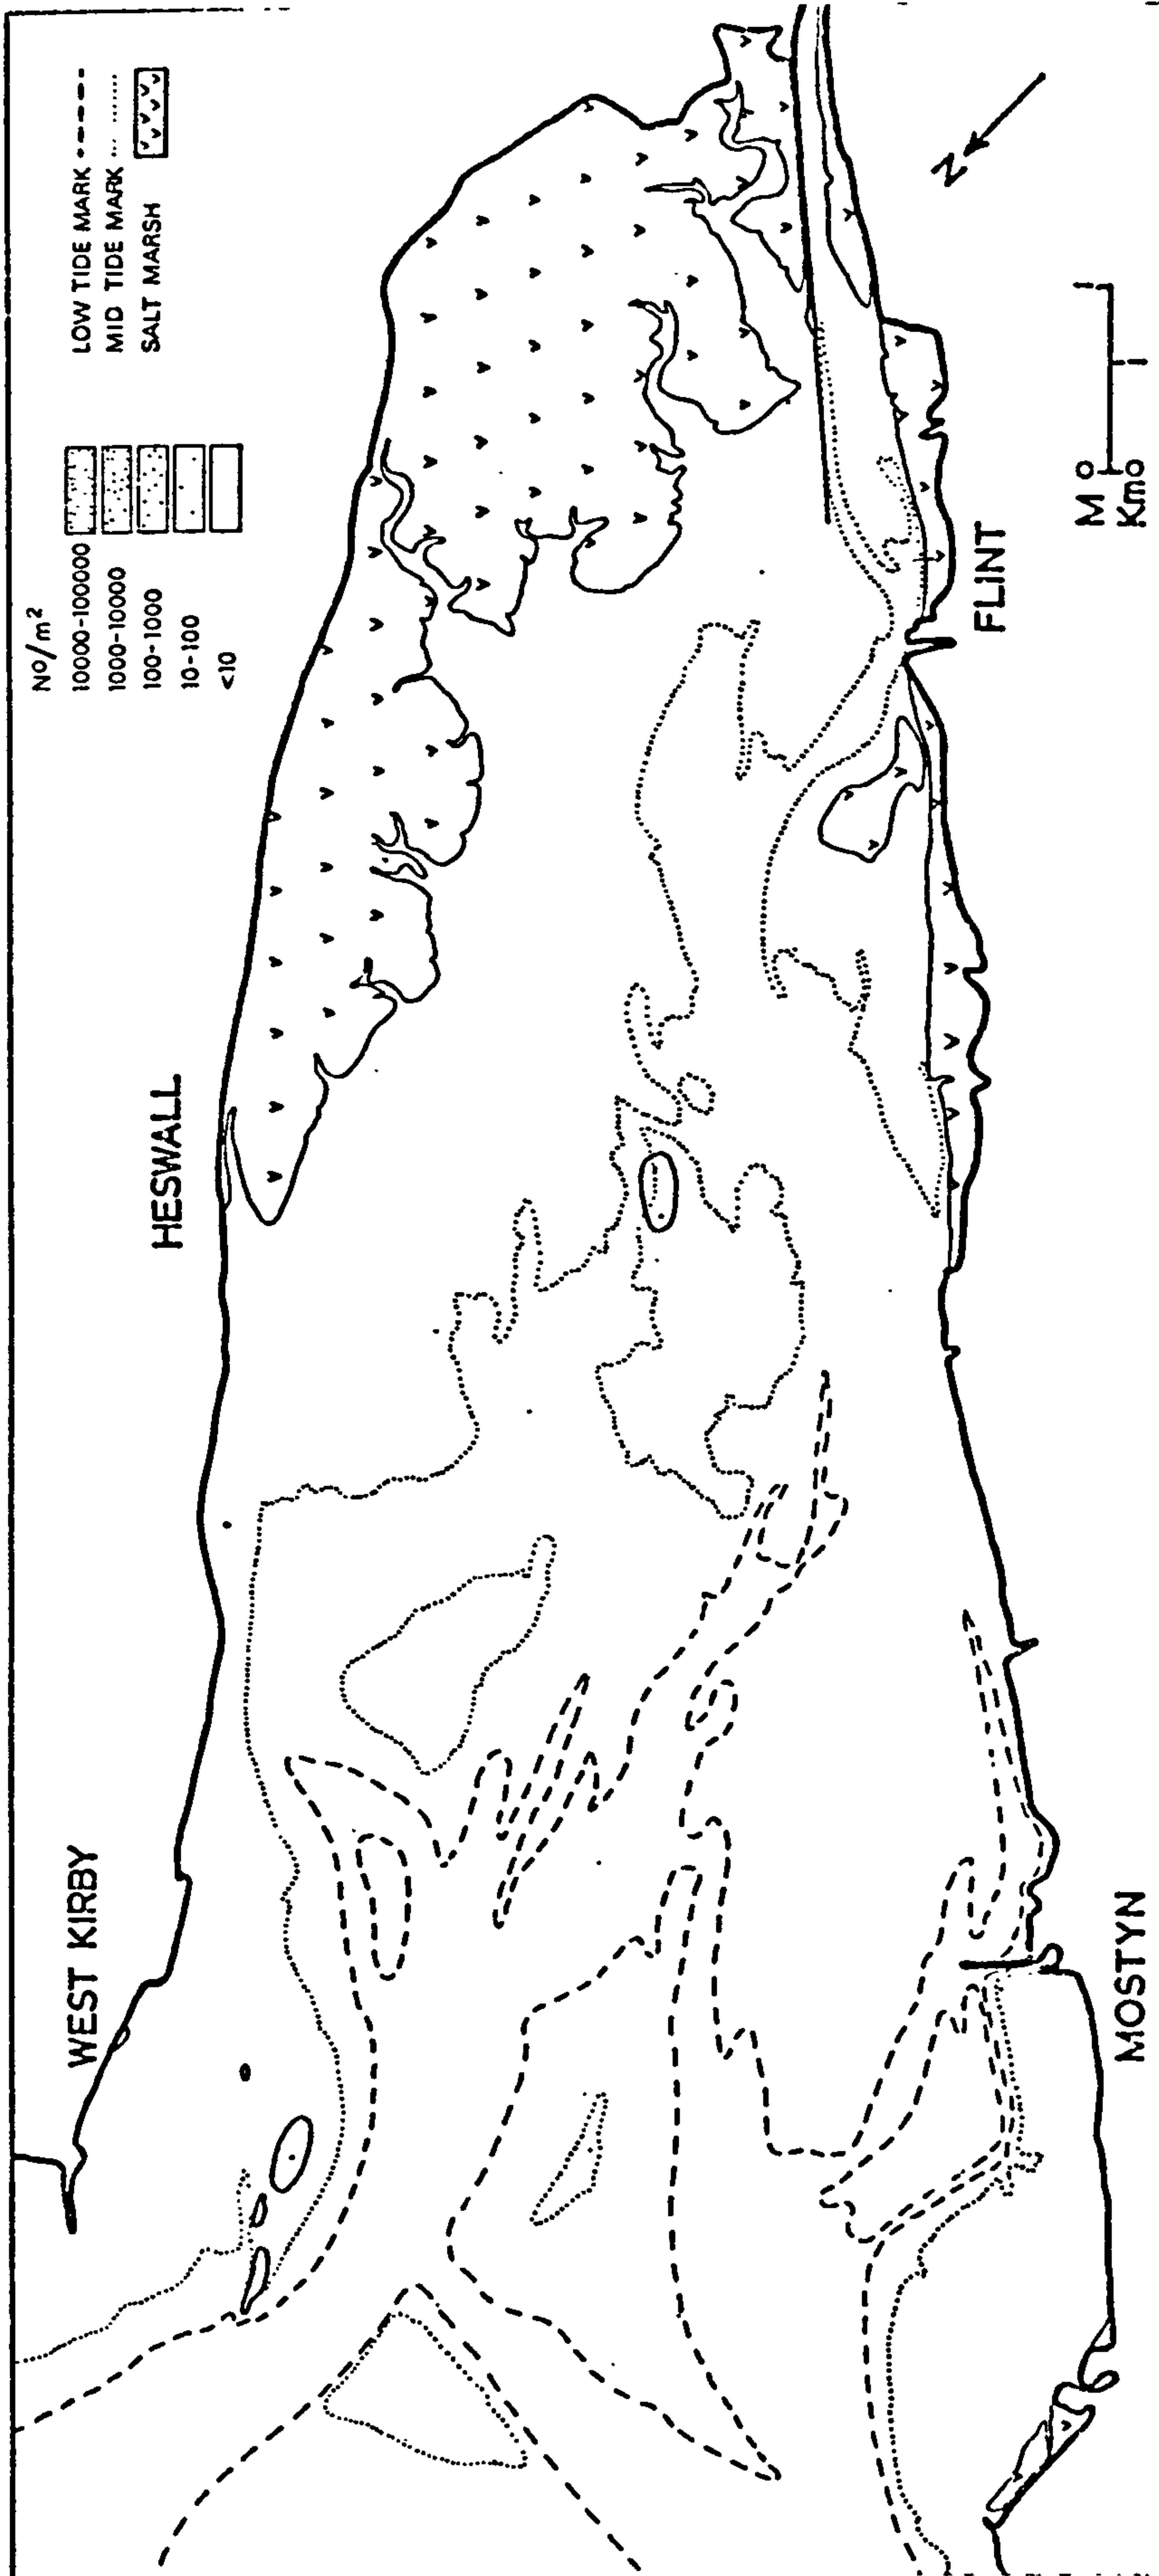 No/m²
10000-100000
1000-10000
100-1000
10-100
<10
LOW TIDE MARK
MID TIDE MARK
SALT MARSH
WEST KIRBY
HESWALL
MOSTYN
FLINT
N
M 0 1
Km 0 1